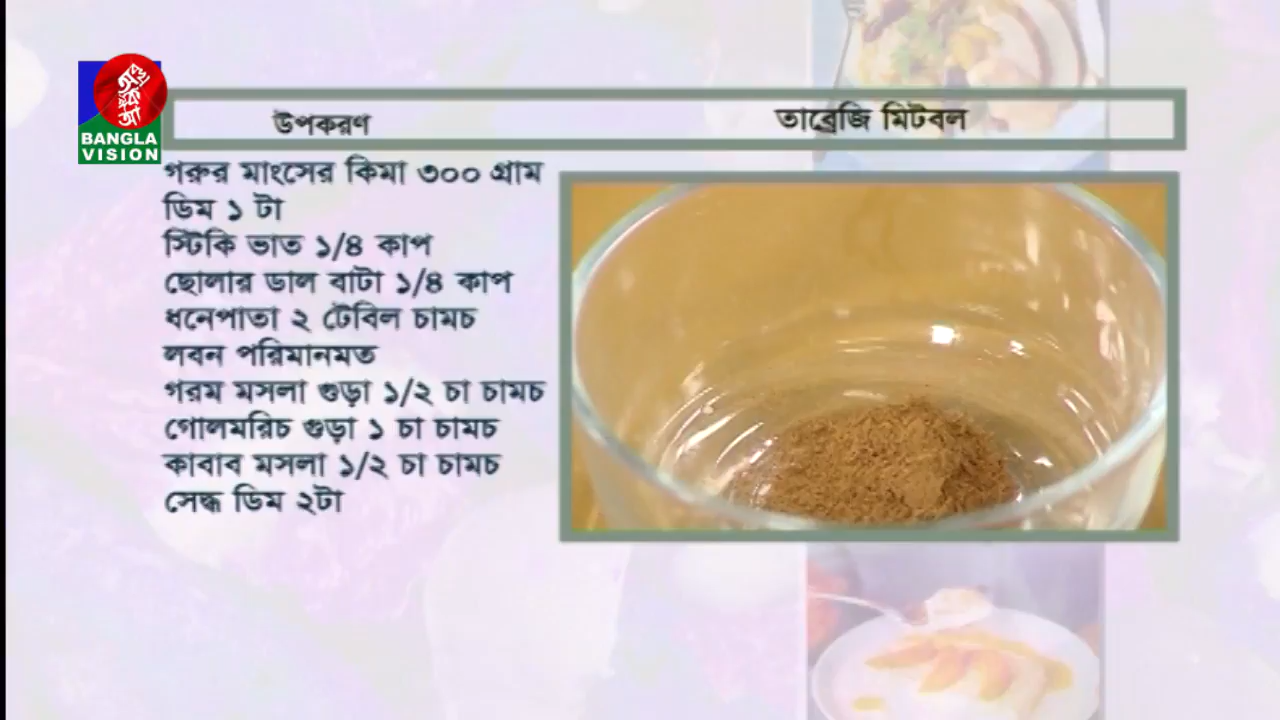 BANGLA
VISION
উপকরণ
তাব্রেজি মিটবল
গরুর মাংসের কিমা ৩০০ গ্রাম
ডিম ১ টা
স্টিকি ভাত ১/৪ কাপ
ছোলার ডাল বাটা ১/৪ কাপ
ধনেপাতা ২ টেবিল চামচ
লবন পরিমানমত
গরম মসলা গুড়া ১/২ চা চামচ
গোলমরিচ গুড়া ১ চা চামচ
কাবাব মসলা ১/২ চা চামচ
সেদ্ধ ডিম ২টা